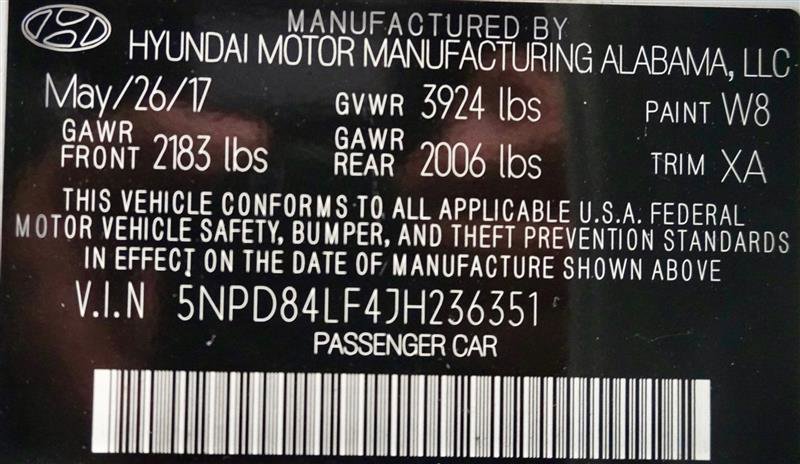 MANUFACTURED BY
HYUNDAI MOTOR MANUFACTURING ALABAMA, LLC
May/26/17 GVWR 3924 lbs PAINT W8
GAWR FRONT 2183 lbs GAWR REAR 2006 lbs TRIM XA
THIS VEHICLE CONFORMS TO ALL APPLICABLE U.S.A. FEDERAL
MOTOR VEHICLE SAFETY, BUMPER, AND THEFT PREVENTION STANDARDS
IN EFFECT ON THE DATE OF MANUFACTURE SHOWN ABOVE
V.I.N 5NPD84LF4JH236351
PASSENGER CAR